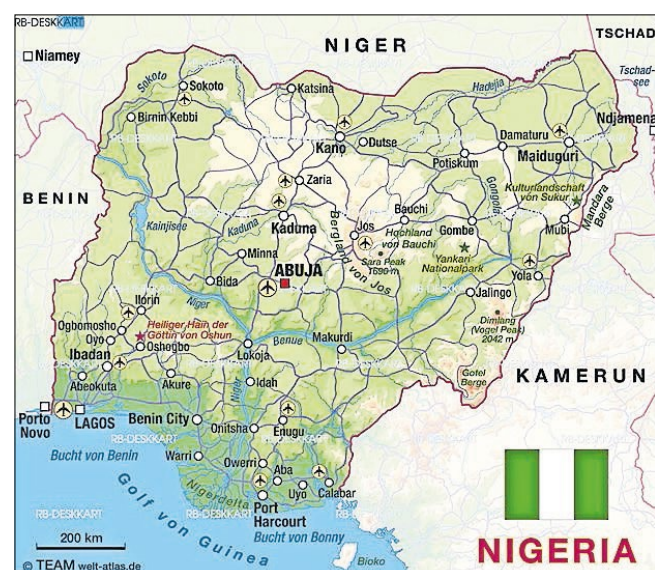 RB-DESKKART
Niamey
NIGER
TSCHAD
Tschad-
see
Sokoto
Sokoto
Katsina
Hadejia
Ndjamena
Birnin Kebbi
Kano
Dutse
Damaturu
Potiskum
Maiduguri
BENIN
Zaria
Kulturlandschaft
von Sukur
Mandara
Berge
Kainjisee
Kaduna
Kaduna
Bergland von Jos
Jos
Bauchi
Hochland
von Bauchi
Gongola
Gombe
Mubi
Minna
Sara Peak
1690 m
Yankari
Nationalpark
ABUJA
Bida
Yola
Jalingo
Niger
Ilorin
Ogbomosho
Oyo
Heiliger Hain der
Göttin von Oshun
Oshogbo
Dimlang
(Vogel Peak)
2042 m
Benue
Makurdi
Lokoja
Ibadan
Abeokuta
Akure
Idah
Niger
Gotel
Berge
KAMERUN
Porto
Novo
LAGOS
Benin City
Onitsha
Enugu
RB-DESKKART
Bucht von Benin
Warri
Owerri
Aba
Uyo
Calabar
Nigerdelta
Port
Harcourt
Golf von Guinea
Bucht von Bonny
Bioko
200 km
NIGERIA
© TEAM welt-atlas.de